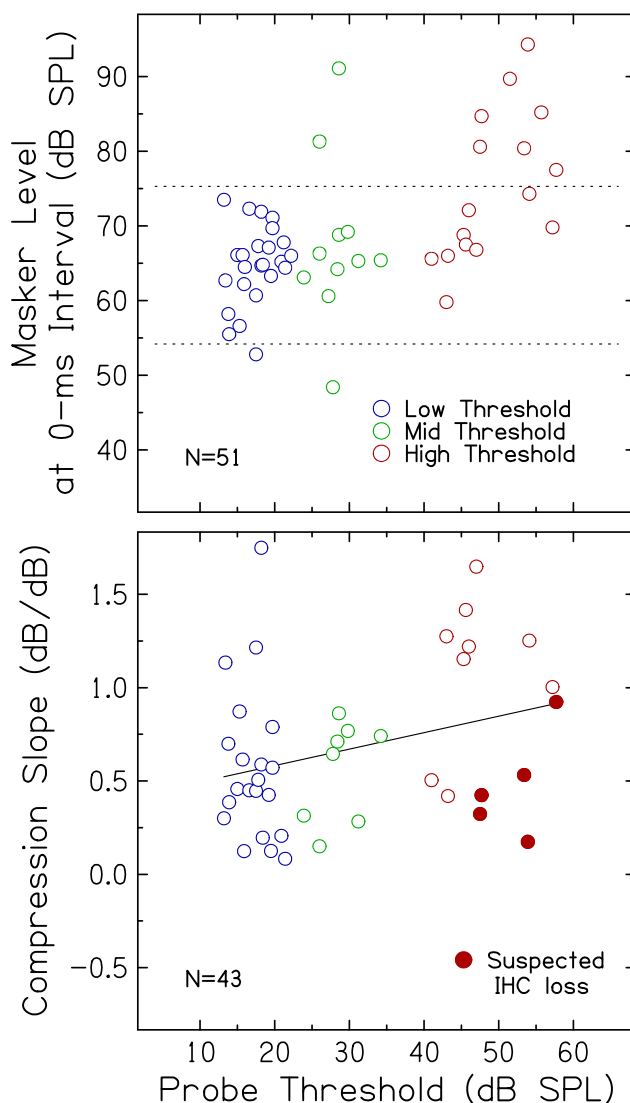 Masker Level
at 0-ms Interval (dB SPL)
90
80
70
60
50
40
Low Threshold
Mid Threshold
High Threshold
N=51
Compression Slope (dB/dB)
1.5
1.0
0.5
0.0
-0.5
Suspected
IHC loss
N=43
10 20 30 40 50 60
Probe Threshold (dB SPL)